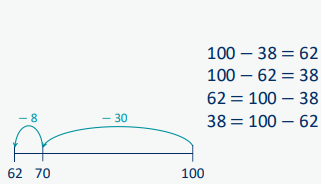 100 − 38 = 62
100 − 62 = 38
62 = 100 − 38
38 = 100 − 62
− 8 − 30
62 70 100